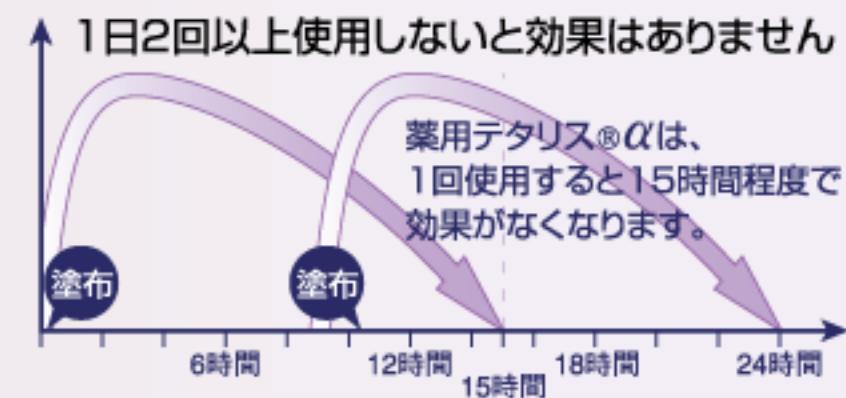 1日2回以上使用しないと効果はありません
薬用テタリス®αは、
1回使用すると15時間程度で
効果がなくなります。
塗布
塗布
6時間
12時間
15時間
18時間
24時間